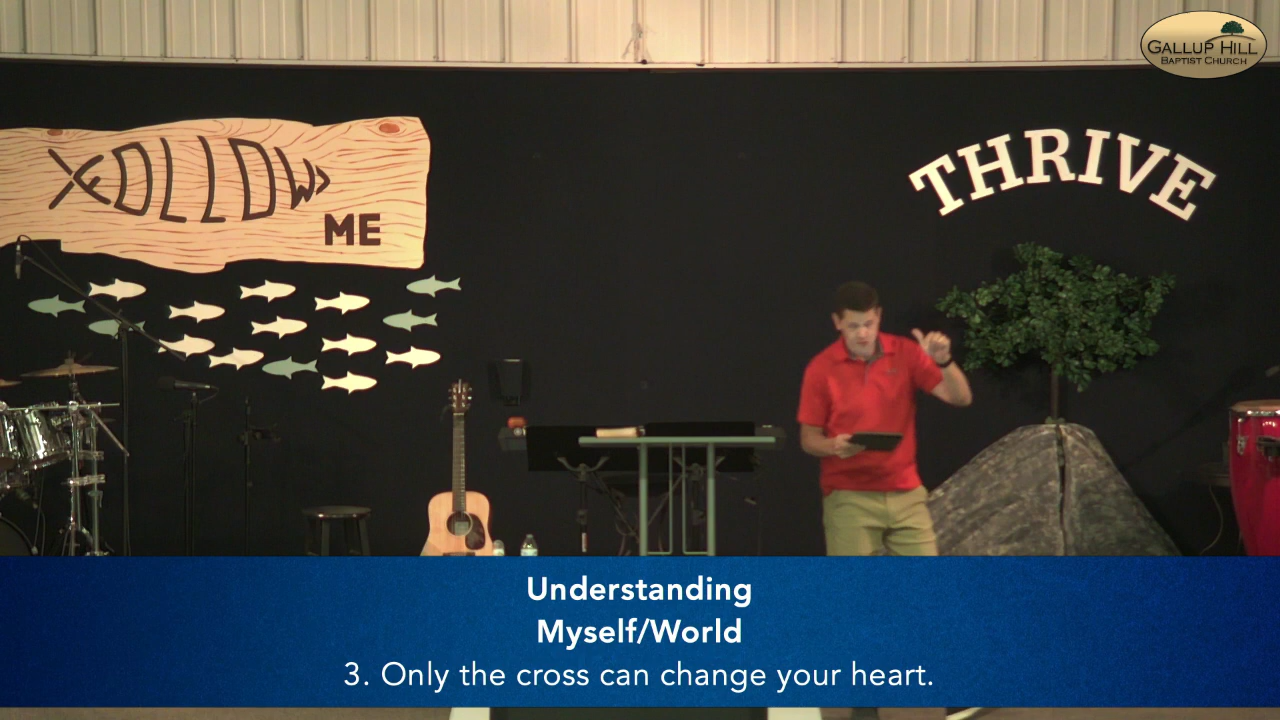 GALLUP HILL
BAPTIST CHURCH
FOLLOW
ME
THRIVE
Understanding
Myself/World
3. Only the cross can change your heart.